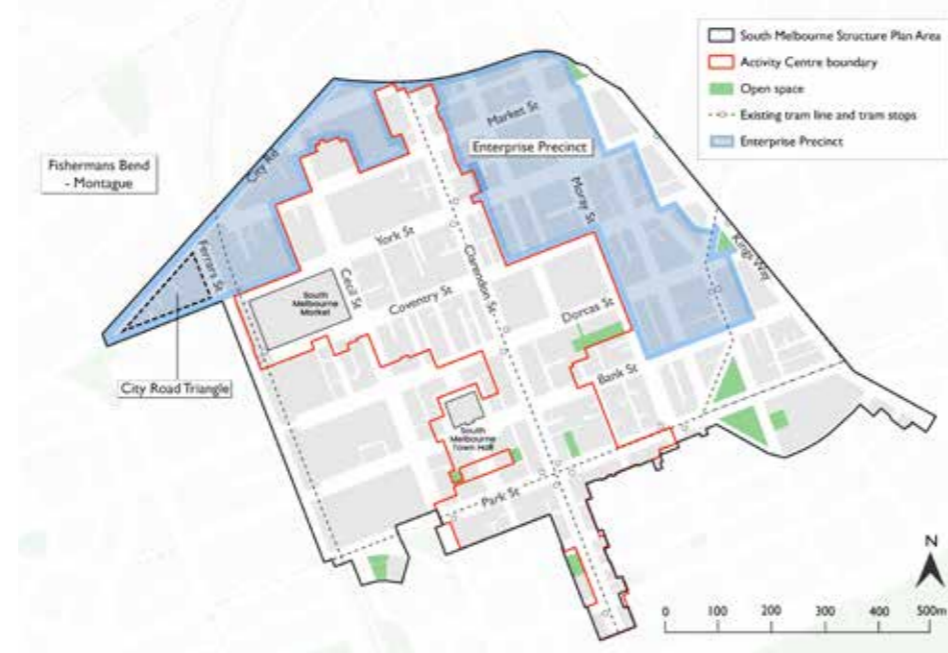 South Melbourne Structure Plan Area
Activity Centre boundary
Open space
Existing tram line and tram stops
Enterprise Precinct
Market St
Enterprise Precinct
City Rd
Fishermans Bend
- Montague
Moray St
York St
Ferrars St
Clarendon St
Kings Way
Cecil St
South
Melbourne
Market
Coventry St
Dorcas St
City Road Triangle
Bank St
South
Melbourne
Town Hall
Park St
N
0 100 200 300 400 500m